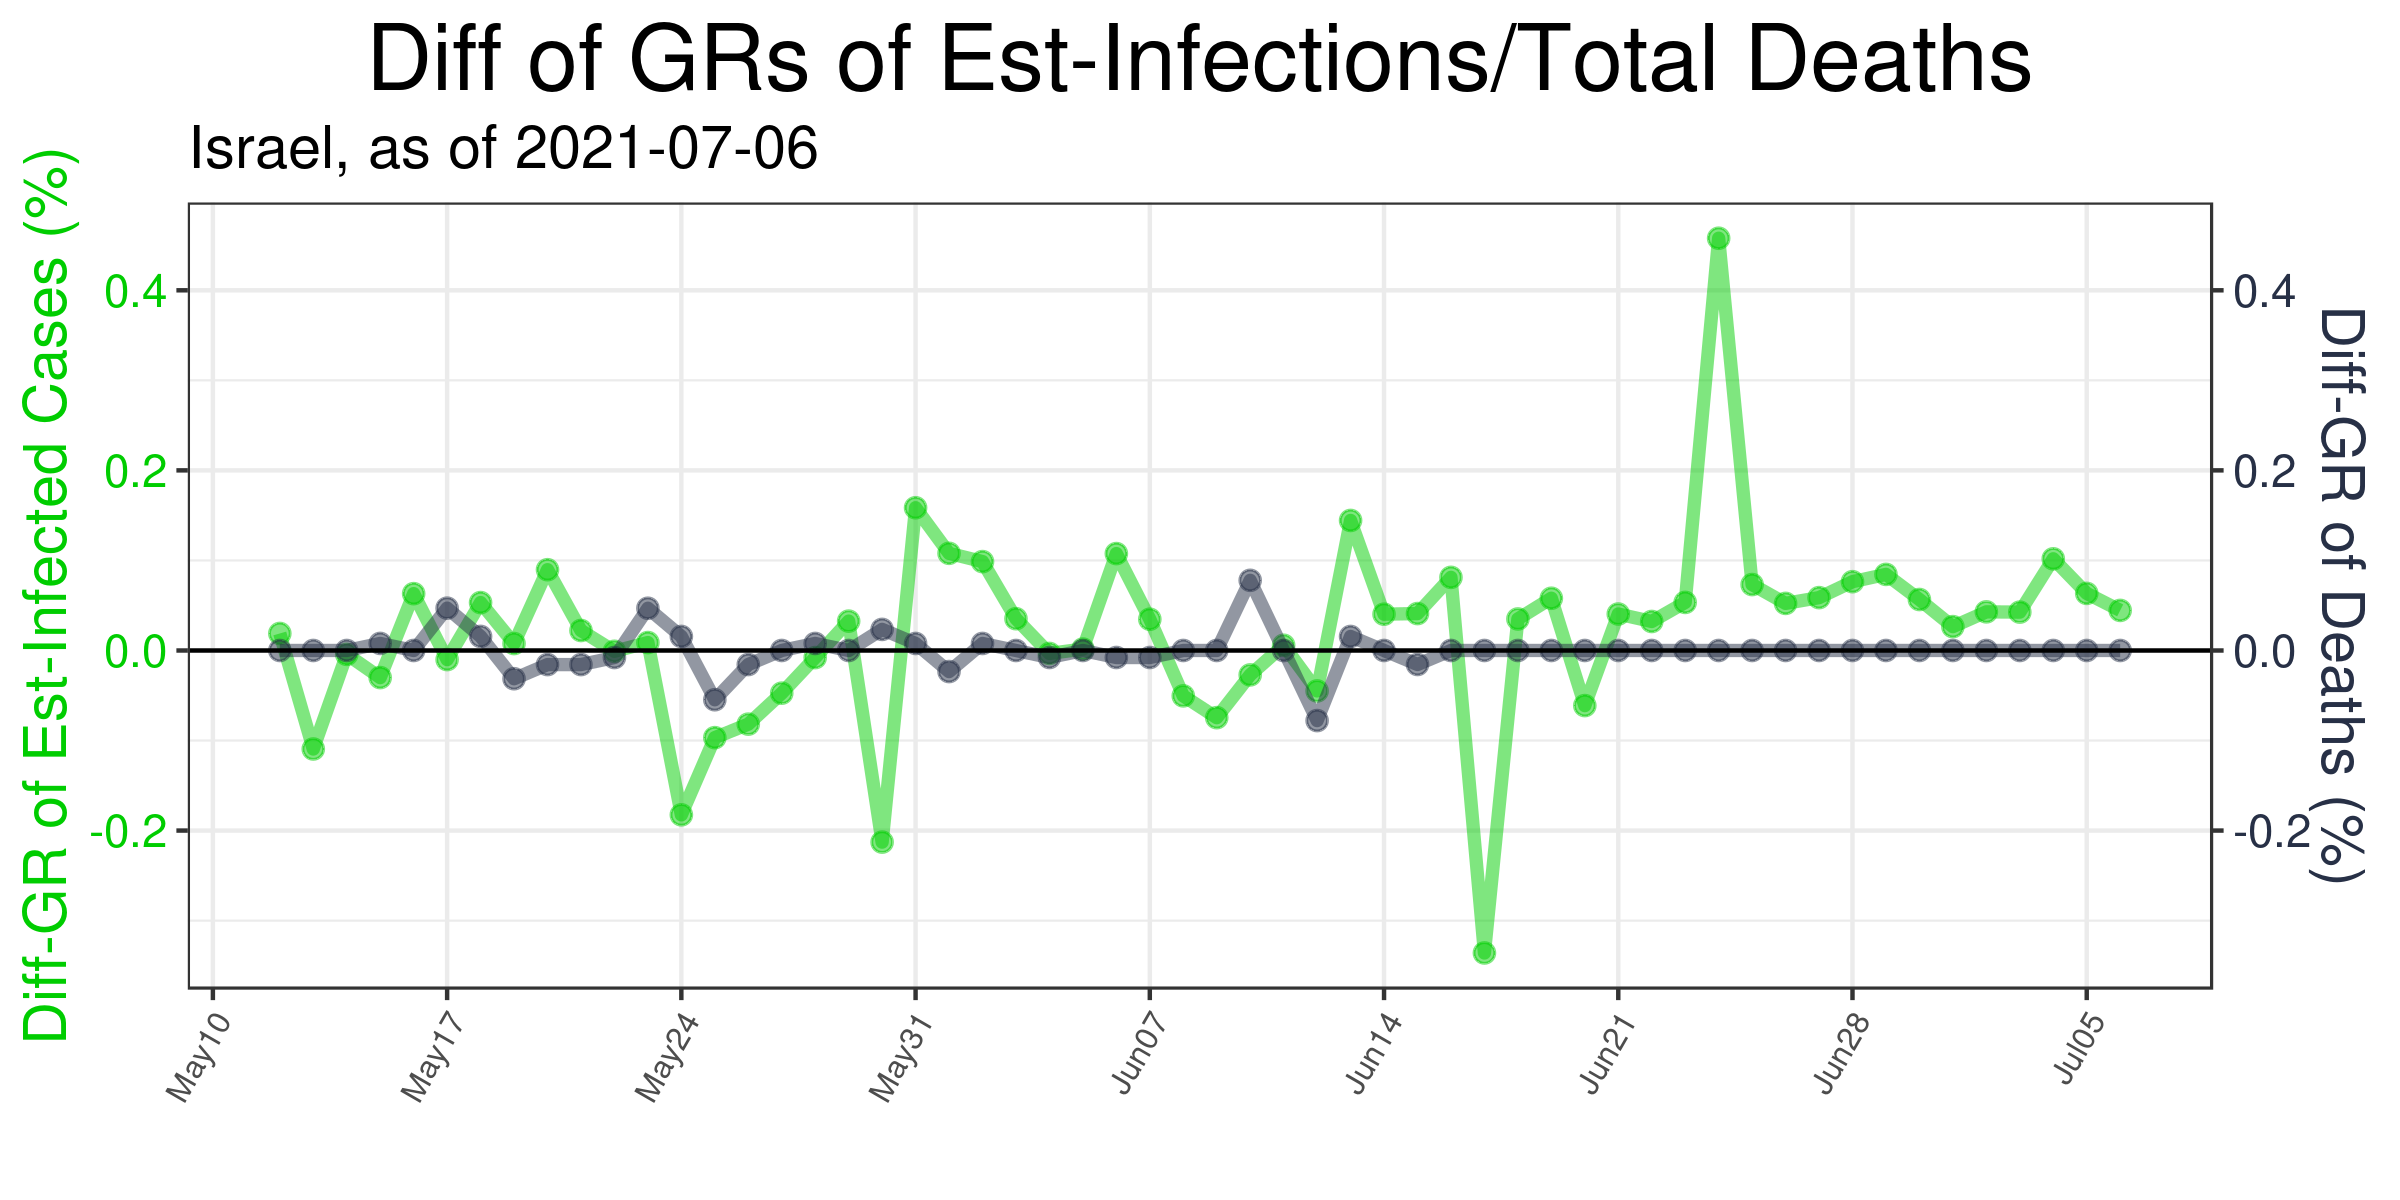 Diff of GRs of Est-Infections/Total Deaths
Israel, as of 2021-07-06
Diff-GR of Est-Infected Cases (%)
0.4
0.2
0.0
-0.2
0.4
0.2
0.0
-0.2
Diff-GR of Deaths (%)
May10
May17
May24
May31
Jun07
Jun14
Jun21
Jun28
Jul05